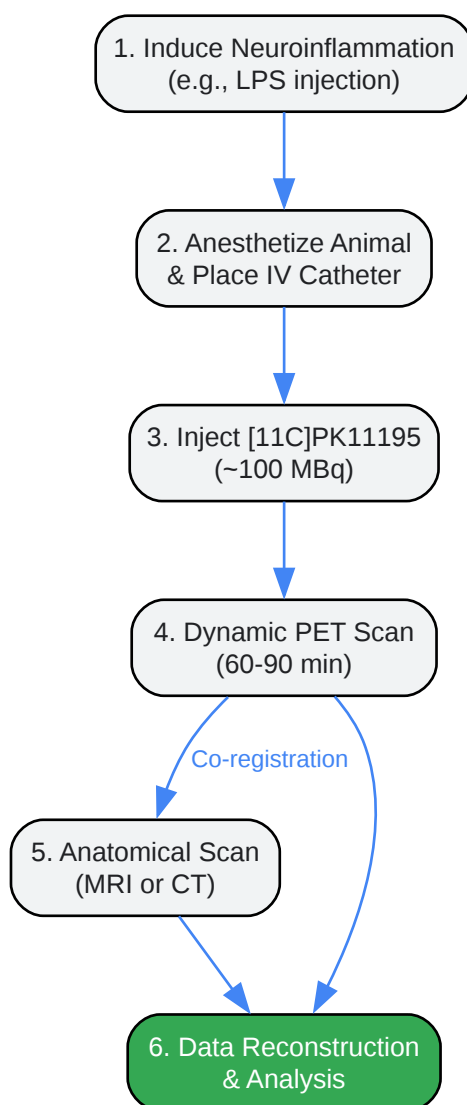 1. Induce Neuroinflammation
(e.g., LPS injection)
2. Anesthetize Animal
& Place IV Catheter
3. Inject [11C]PK11195
(~100 MBq)
4. Dynamic PET Scan
(60-90 min)
Co-registration
5. Anatomical Scan
(MRI or CT)
6. Data Reconstruction
& Analysis